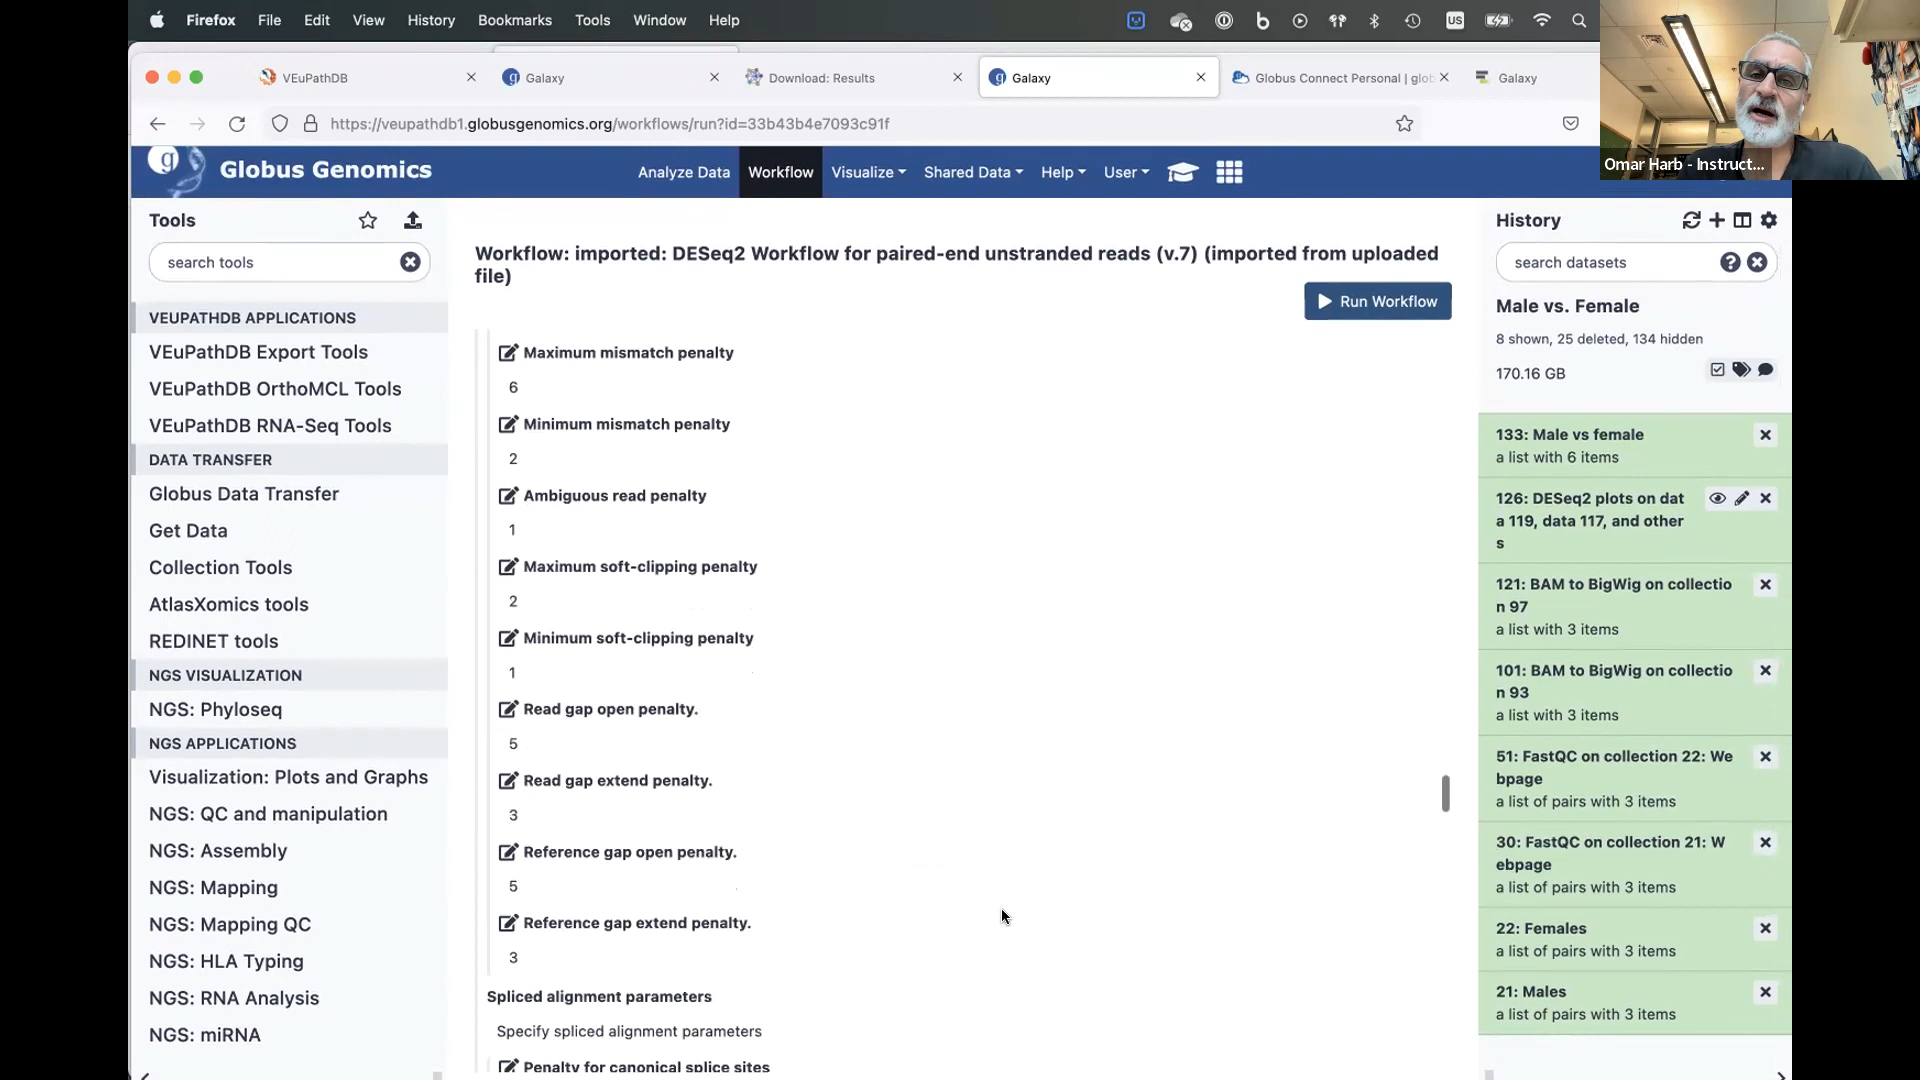 Firefox File Edit View History Bookmarks Tools Window Help
US
VEuPathDB
Galaxy
Download: Results
Galaxy
Globus Connect Personal | glob
Galaxy
https://veupathdb1.globusgenomics.org/workflows/run?id=33b43b4e7093c91f
Omar Harb - Instruct...
g Globus Genomics
Analyze Data Workflow Visualize Shared Data Help User
Tools
search tools
VEUPATHDB APPLICATIONS
VEuPathDB Export Tools
VEuPathDB OrthoMCL Tools
VEuPathDB RNA-Seq Tools
DATA TRANSFER
Globus Data Transfer
Get Data
Collection Tools
AtlasXomics tools
REDINET tools
NGS VISUALIZATION
NGS: Phyloseq
NGS APPLICATIONS
Visualization: Plots and Graphs
NGS: QC and manipulation
NGS: Assembly
NGS: Mapping
NGS: Mapping QC
NGS: HLA Typing
NGS: RNA Analysis
NGS: miRNA
Workflow: imported: DESeq2 Workflow for paired-end unstranded reads (v.7) (imported from uploaded
file)
Run Workflow
Maximum mismatch penalty
6
Minimum mismatch penalty
2
Ambiguous read penalty
1
Maximum soft-clipping penalty
2
Minimum soft-clipping penalty
1
Read gap open penalty.
5
Read gap extend penalty.
3
Reference gap open penalty.
5
Reference gap extend penalty.
3
Spliced alignment parameters
Specify spliced alignment parameters
Penalty for canonical splice sites
History
search datasets
Male vs. Female
8 shown, 25 deleted, 134 hidden
170.16 GB
133: Male vs female
a list with 6 items
126: DESeq2 plots on dat
a 119, data 117, and other
s
121: BAM to BigWig on collectio
n 97
a list with 3 items
101: BAM to BigWig on collectio
n 93
a list with 3 items
51: FastQC on collection 22: We
bpage
a list of pairs with 3 items
30: FastQC on collection 21: W
ebpage
a list of pairs with 3 items
22: Females
a list of pairs with 3 items
21: Males
a list of pairs with 3 items